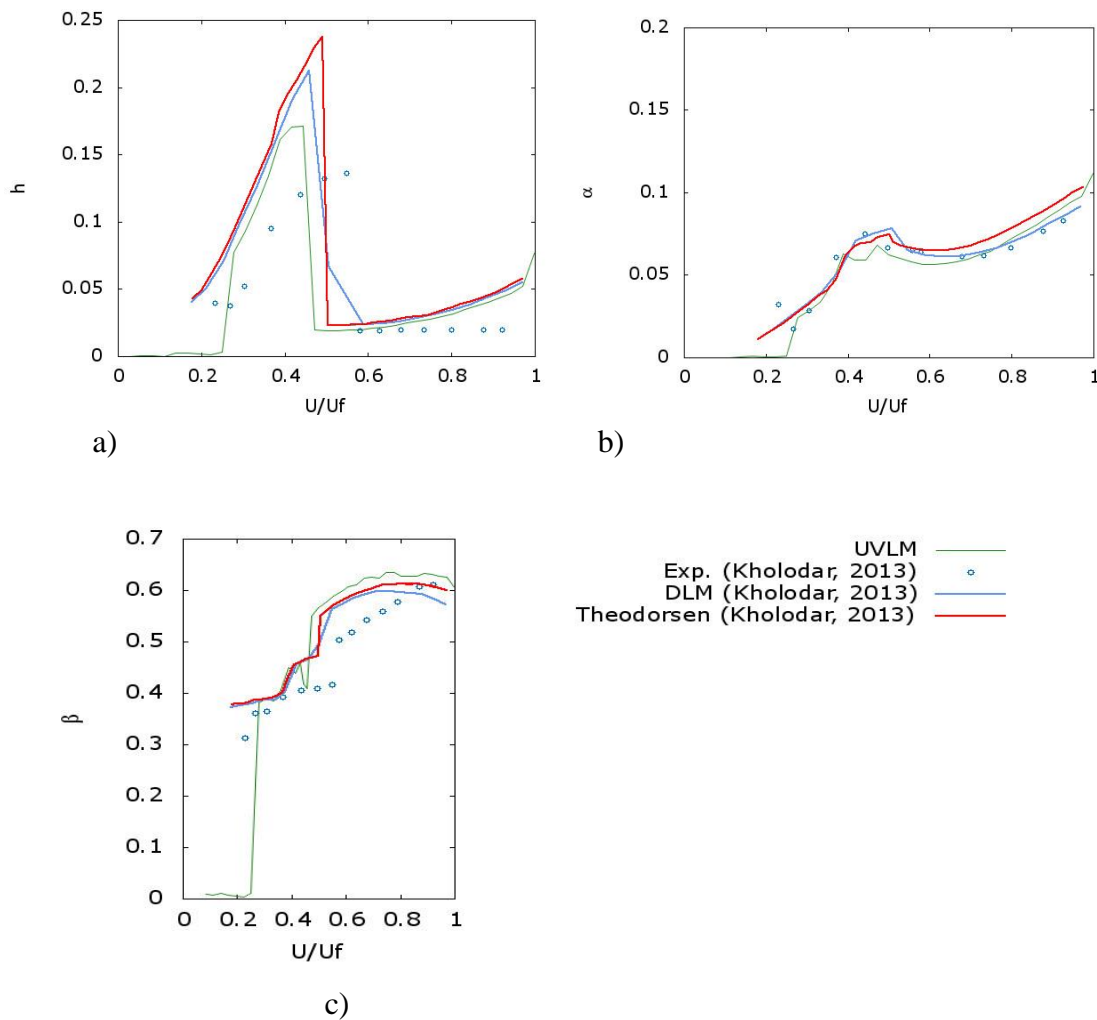 0.25
0.2
0.15
0.1
0.05
0
h
0 0.2 0.4 0.6 0.8 1
U/Uf
a)
0.2
0.15
0.1
0.05
0
α
0 0.2 0.4 0.6 0.8 1
U/Uf
b)
0.7
0.6
0.5
0.4
0.3
0.2
0.1
0
β
0 0.2 0.4 0.6 0.8 1
U/Uf
c)
UVLM
Exp. (Kholodar, 2013)
DLM (Kholodar, 2013)
Theodorsen (Kholodar, 2013)